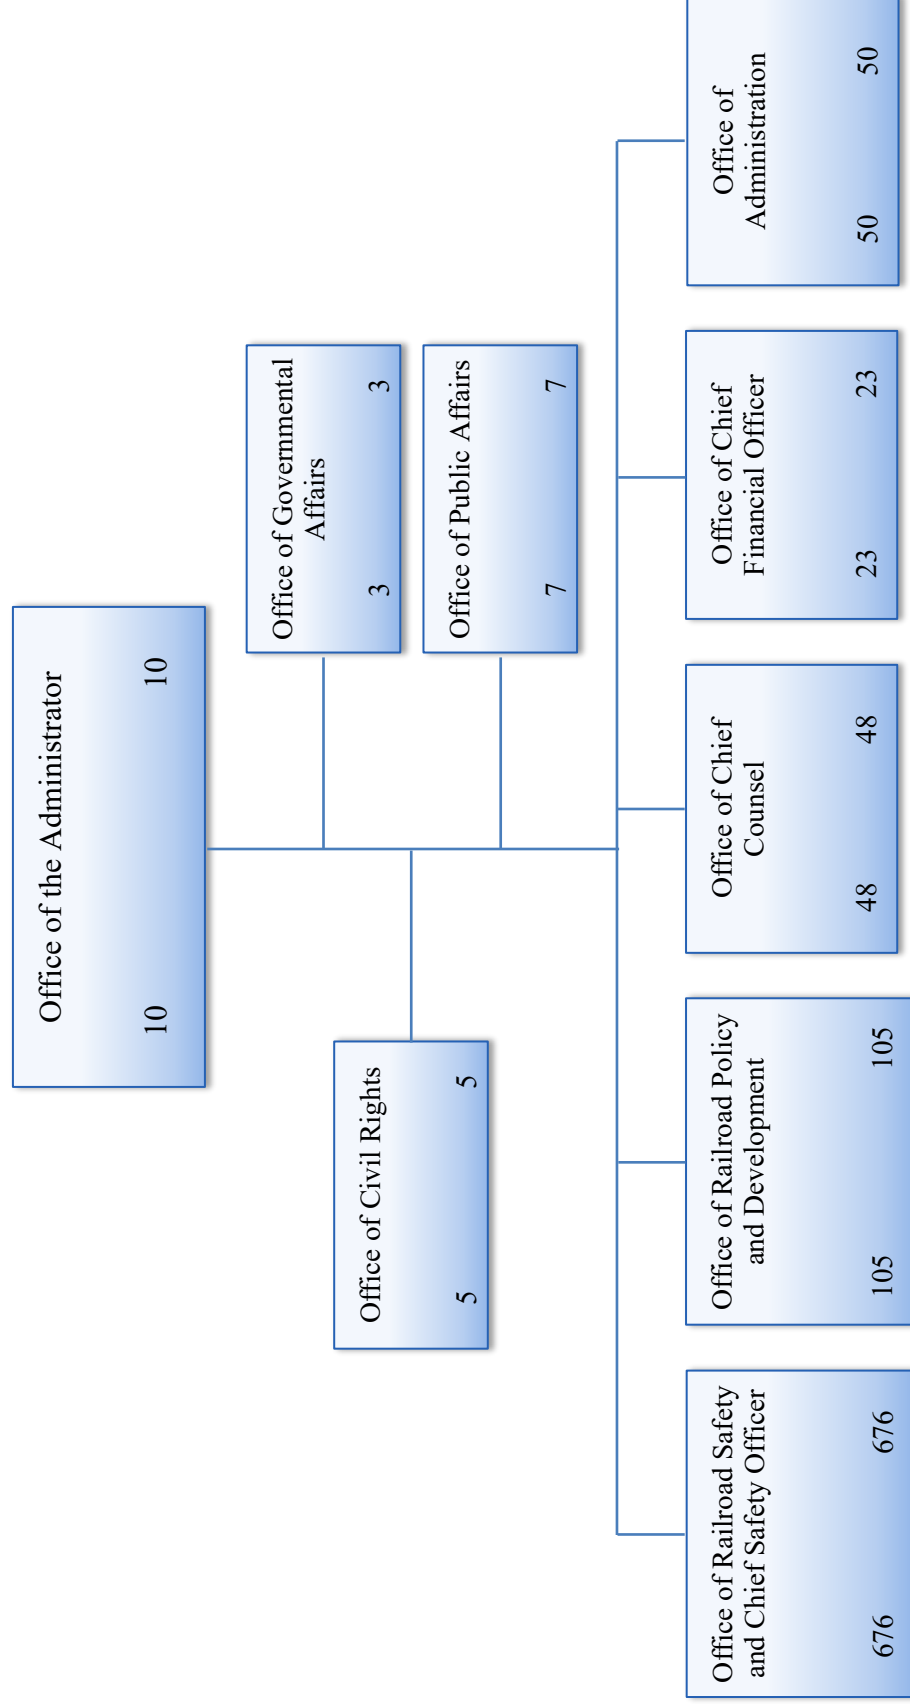 Office of the Administrator
10 10
Office of Governmental
Affairs
3 3
Office of Civil Rights
5 5
Office of Public Affairs
7 7
Office of Railroad Safety
and Chief Safety Officer
676 676
Office of Railroad Policy
and Development
105 105
Office of Chief
Counsel
48 48
Office of Chief
Financial Officer
23 23
Office of
Administration
50 50